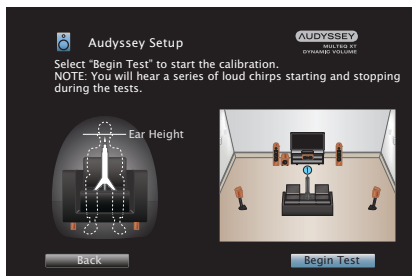 Audyssey Setup
AUDYSSEY
MULTEQ XT
DYNAMIC VOLUME
Select “Begin Test” to start the calibration.
NOTE: You will hear a series of loud chirps starting and stopping
during the tests.
Ear Height
1
Back
Begin Test